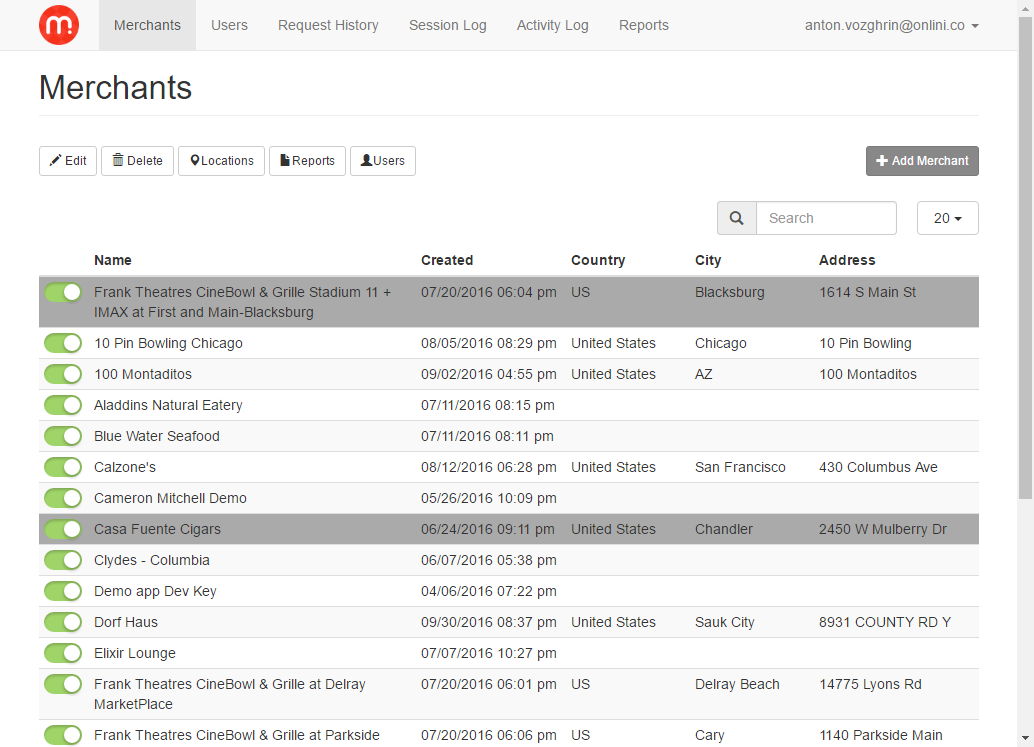 m.
Merchants Users Request History Session Log Activity Log Reports anton.vozghrin@onlini.co
Merchants
Edit Delete Locations Reports Users Add Merchant
Search 20
Name Created Country City Address
Frank Theatres CineBowl & Grille Stadium 11 + 07/20/2016 06:04 pm US Blacksburg 1614 S Main St
IMAX at First and Main-Blacksburg
10 Pin Bowling Chicago 08/05/2016 08:29 pm United States Chicago 10 Pin Bowling
100 Montaditos 09/02/2016 04:55 pm United States AZ 100 Montaditos
Aladdins Natural Eatery 07/11/2016 08:15 pm
Blue Water Seafood 07/11/2016 08:11 pm
Calzone's 08/12/2016 06:28 pm United States San Francisco 430 Columbus Ave
Cameron Mitchell Demo 05/26/2016 10:09 pm
Casa Fuente Cigars 06/24/2016 09:11 pm United States Chandler 2450 W Mulberry Dr
Clydes - Columbia 06/07/2016 05:38 pm
Demo app Dev Key 04/06/2016 07:22 pm
Dorf Haus 09/30/2016 08:37 pm United States Sauk City 8931 COUNTY RD Y
Elixir Lounge 07/07/2016 10:27 pm
Frank Theatres CineBowl & Grille at Delray 07/20/2016 06:01 pm US Delray Beach 14775 Lyons Rd
MarketPlace
Frank Theatres CineBowl & Grille at Parkside 07/20/2016 06:06 pm US Cary 1140 Parkside Main